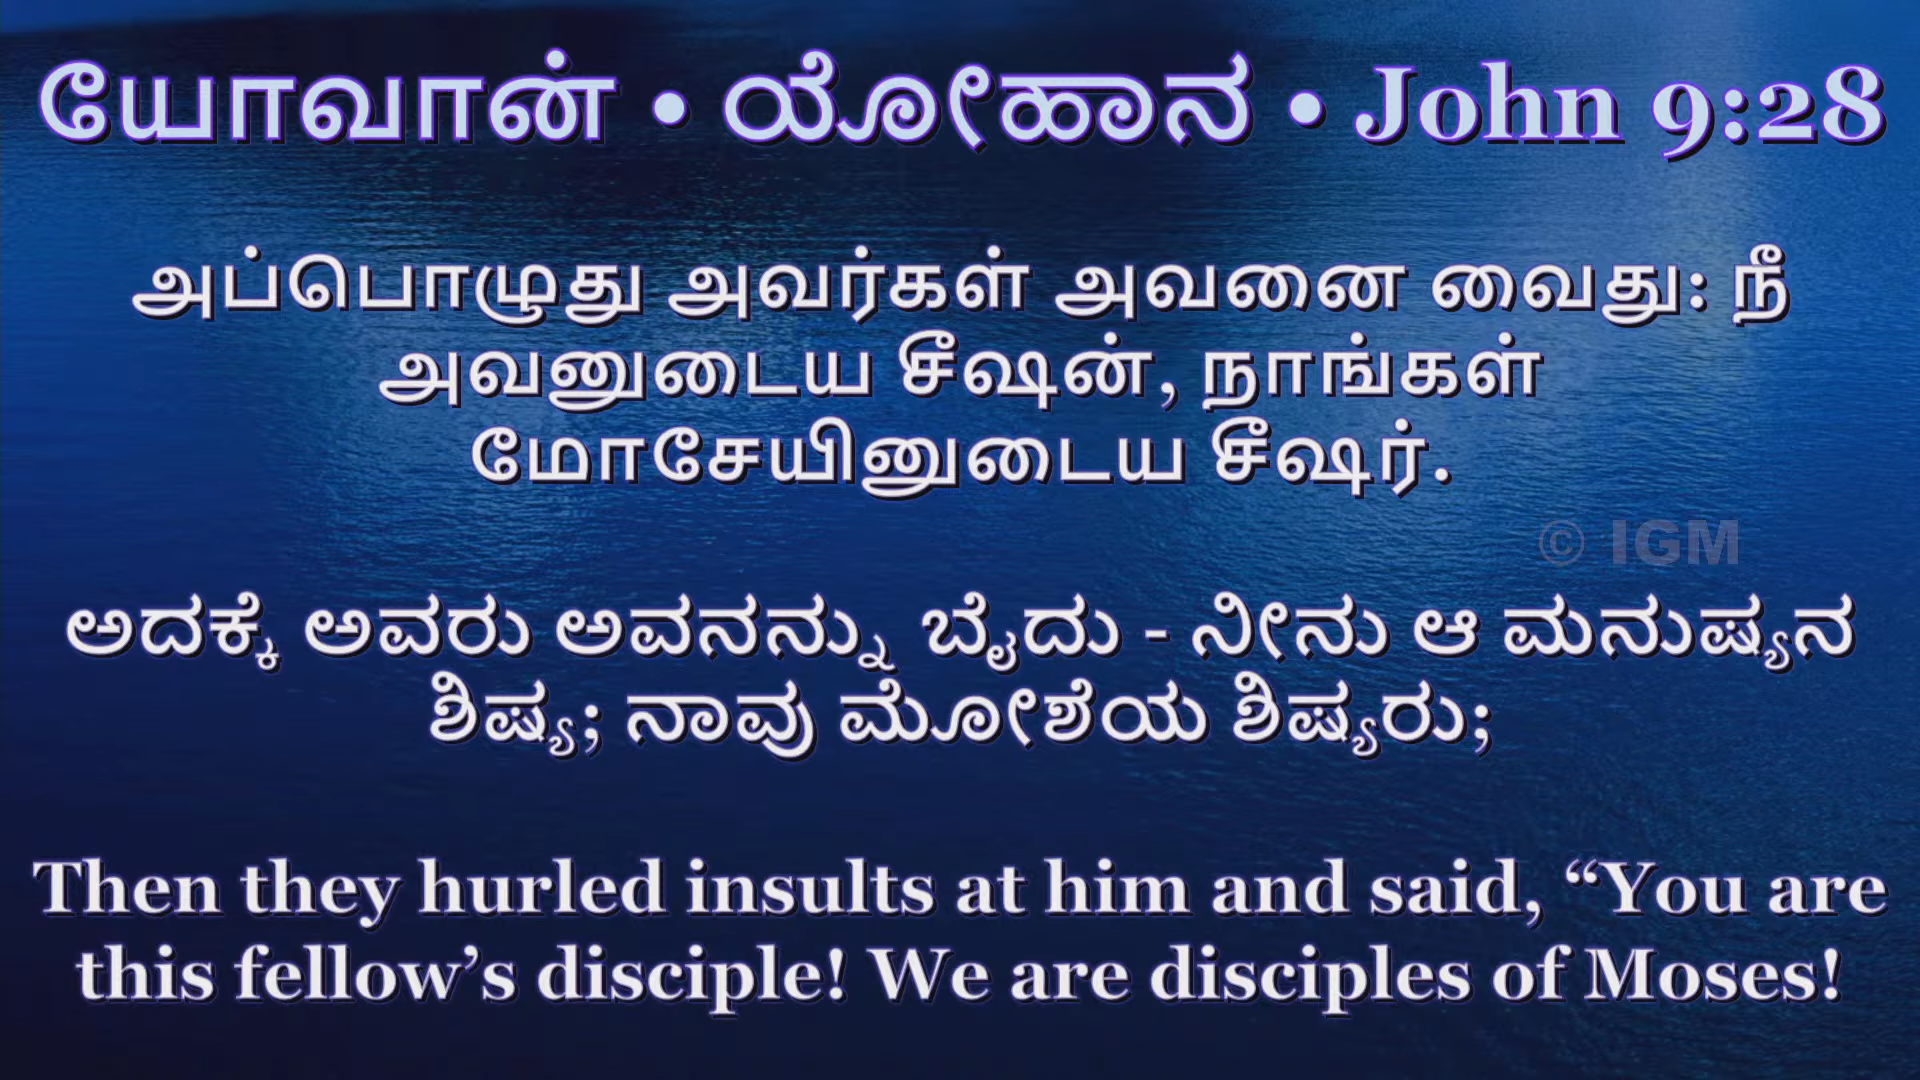 யோவான் • ಯೋಹಾನ • John 9:28
அப்பொழுது அவர்கள் அவனை வைது: நீ
அவனுடைய சீஷன், நாங்கள்
மோசேயினுடைய சீஷர்.
© IGM
ಅದಕ್ಕೆ ಅವರು ಅವನನ್ನು ಬೈದು - ನೀನು ಆ ಮನುಷ್ಯನ
ಶಿಷ್ಯ; ನಾವು ಮೋಶೆಯ ಶಿಷ್ಯರು;
Then they hurled insults at him and said, “You are
this fellow’s disciple! We are disciples of Moses!